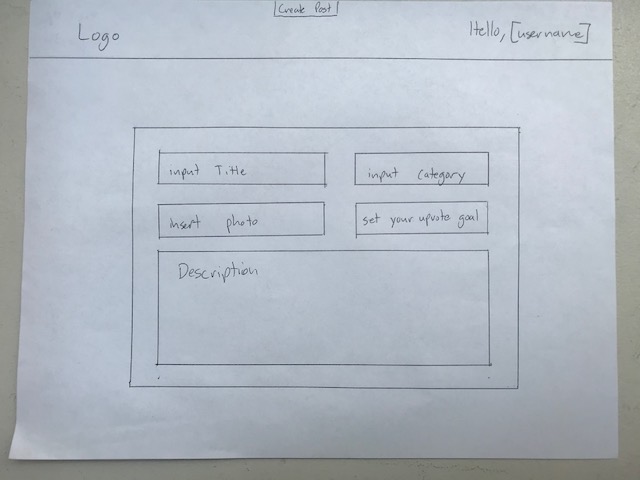 Logo
Create Post
Hello, [username]
input Title
input Category
insert photo
set your upvote goal
Description